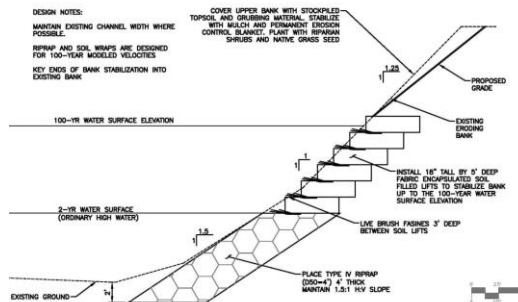 DESIGN NOTES:
MAINTAIN EXISTING CHANNEL WIDTH WHERE
POSSIBLE.
RIPRAP AND SOIL WRAPS ARE DESIGNED
FOR 100-YEAR MODELED VELOCITIES
KEY ENDS OF BANK STABILIZATION INTO
EXISTING BANK
COVER UPPER BANK WITH STOCKPILED
TOPSOIL AND GRUBBING MATERIAL. STABILIZE
WITH MULCH AND PERMANENT EROSION
CONTROL BLANKET. PLANT WITH RIPARIAN
SHRUBS AND NATIVE GRASS SEED
1.25
1
PROPOSED
GRADE
100-YR WATER SURFACE ELEVATION
EXISTING
ERODING
BANK
1
1
INSTALL 18" TALL BY 5' DEEP
FABRIC ENCAPSULATED SOIL
FILLED LIFTS TO STABILIZE BANK
UP TO THE 100-YEAR WATER
SURFACE ELEVATION
2-YR WATER SURFACE
(ORDINARY HIGH WATER)
1.5
1
LIVE BRUSH FASINES 3' DEEP
BETWEEN SOIL LIFTS
PLACE TYPE IV RIPRAP
(D50=4") 4' THICK
MAINTAIN 1.5:1 H:V SLOPE
EXISTING GROUND
2'